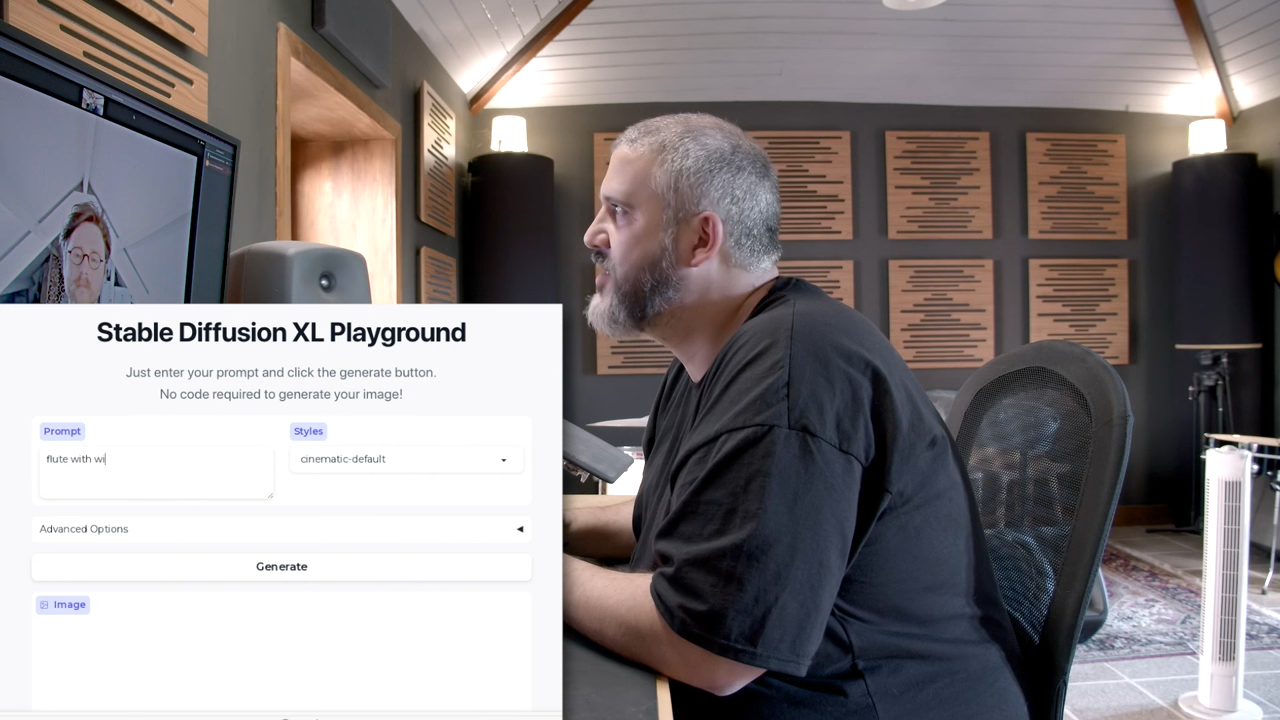 Stable Diffusion XL Playground
Just enter your prompt and click the generate button.
No code required to generate your image!
Prompt
Styles
flute with wi
cinematic-default
Advanced Options
Generate
Image